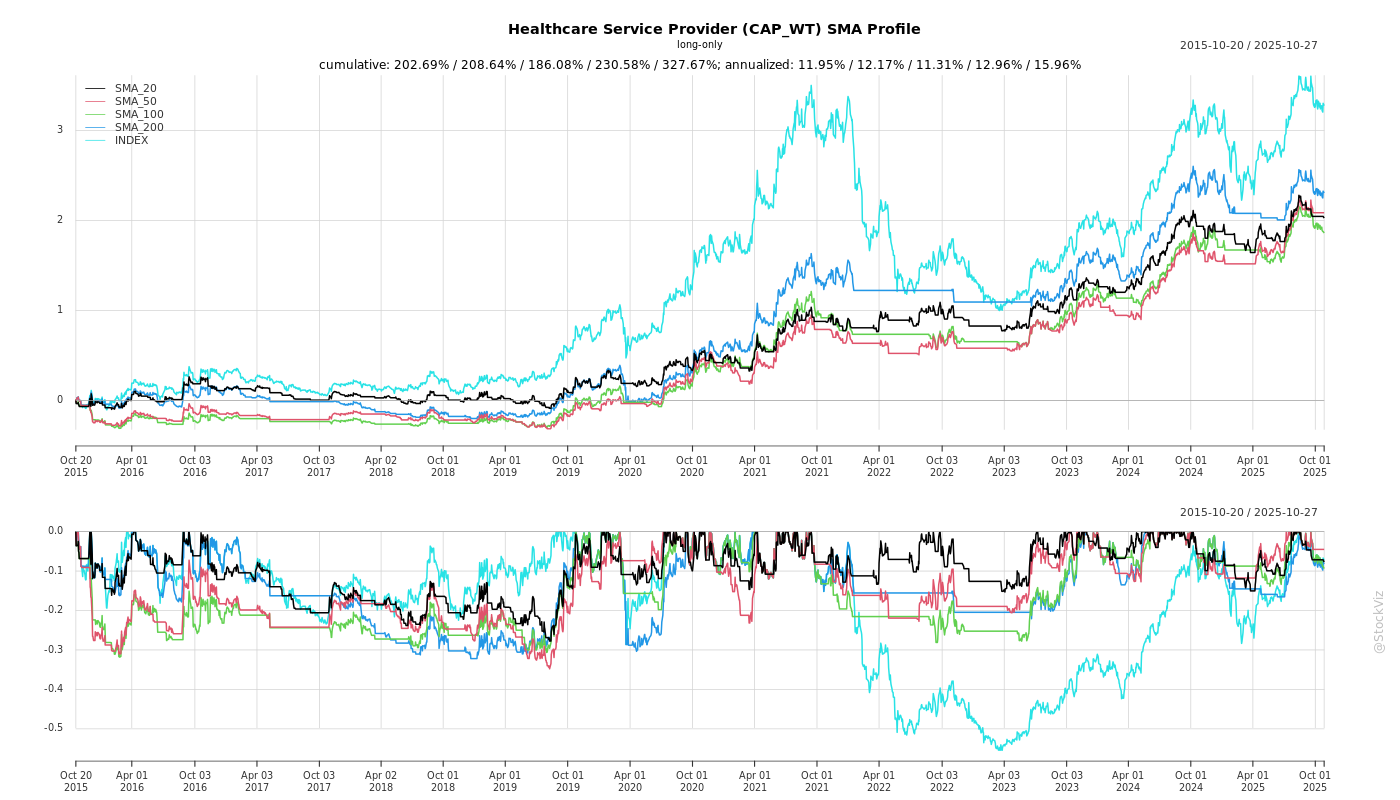 Healthcare Service Provider (CAP_WT) SMA Profile
long-only
2015-10-20 / 2025-10-27
cumulative: 202.69% / 208.64% / 186.08% / 230.58% / 327.67%; annualized: 11.95% / 12.17% / 11.31% / 12.96% / 15.96%
SMA_20
SMA_50
SMA_100
SMA_200
INDEX
3
2
1
0
Oct 20 Apr 01 Oct 03 Apr 03 Oct 03 Apr 02 Oct 01 Apr 01 Oct 01 Apr 01 Oct 01 Apr 01 Oct 01 Apr 01 Oct 03 Apr 03 Oct 03 Apr 01 Oct 01 Apr 01 Oct 01
2015 2016 2016 2017 2017 2018 2018 2019 2019 2020 2020 2021 2021 2022 2022 2023 2023 2024 2024 2025 2025
2015-10-20 / 2025-10-27
0.0
-0.1
-0.2
-0.3
-0.4
-0.5
Oct 20 Apr 01 Oct 03 Apr 03 Oct 03 Apr 02 Oct 01 Apr 01 Oct 01 Apr 01 Oct 01 Apr 01 Oct 01 Apr 01 Oct 03 Apr 03 Oct 03 Apr 01 Oct 01 Apr 01 Oct 01
2015 2016 2016 2017 2017 2018 2018 2019 2019 2020 2020 2021 2021 2022 2022 2023 2023 2024 2024 2025 2025
@StockViz